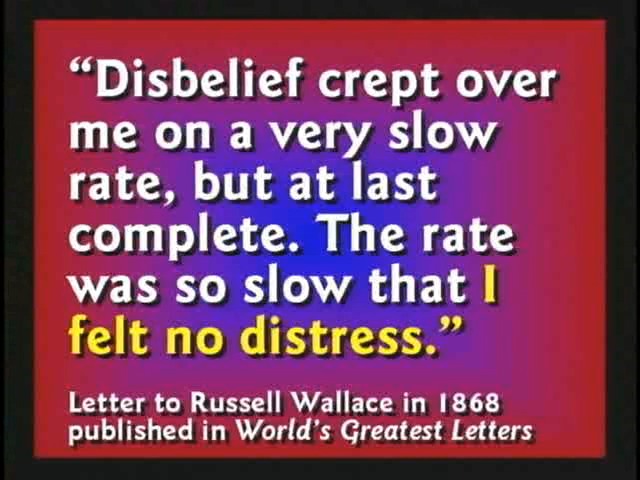 “Disbelief crept over
me on a very slow
rate, but at last
complete. The rate
was so slow that I
felt no distress.”
Letter to Russell Wallace in 1868
published in World's Greatest Letters